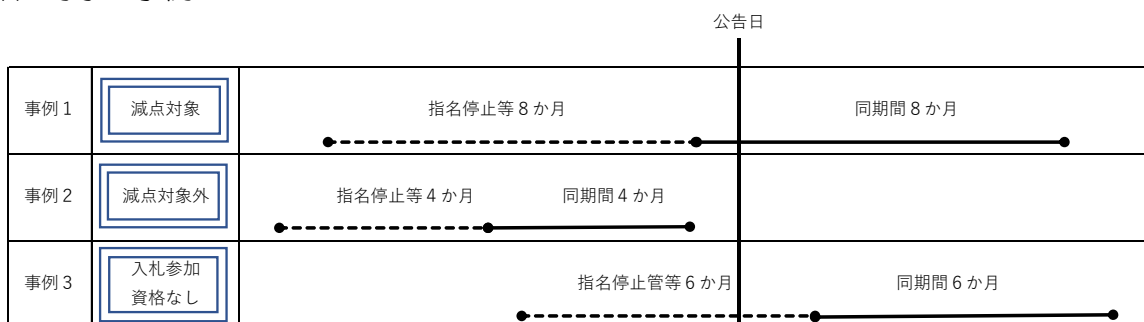 公告日
事例1 減点対象 指名停止等8か月 同期間8か月
事例2 減点対象外 指名停止等4か月 同期間4か月
事例3 入札参加
資格なし 指名停止管等6か月 同期間6か月